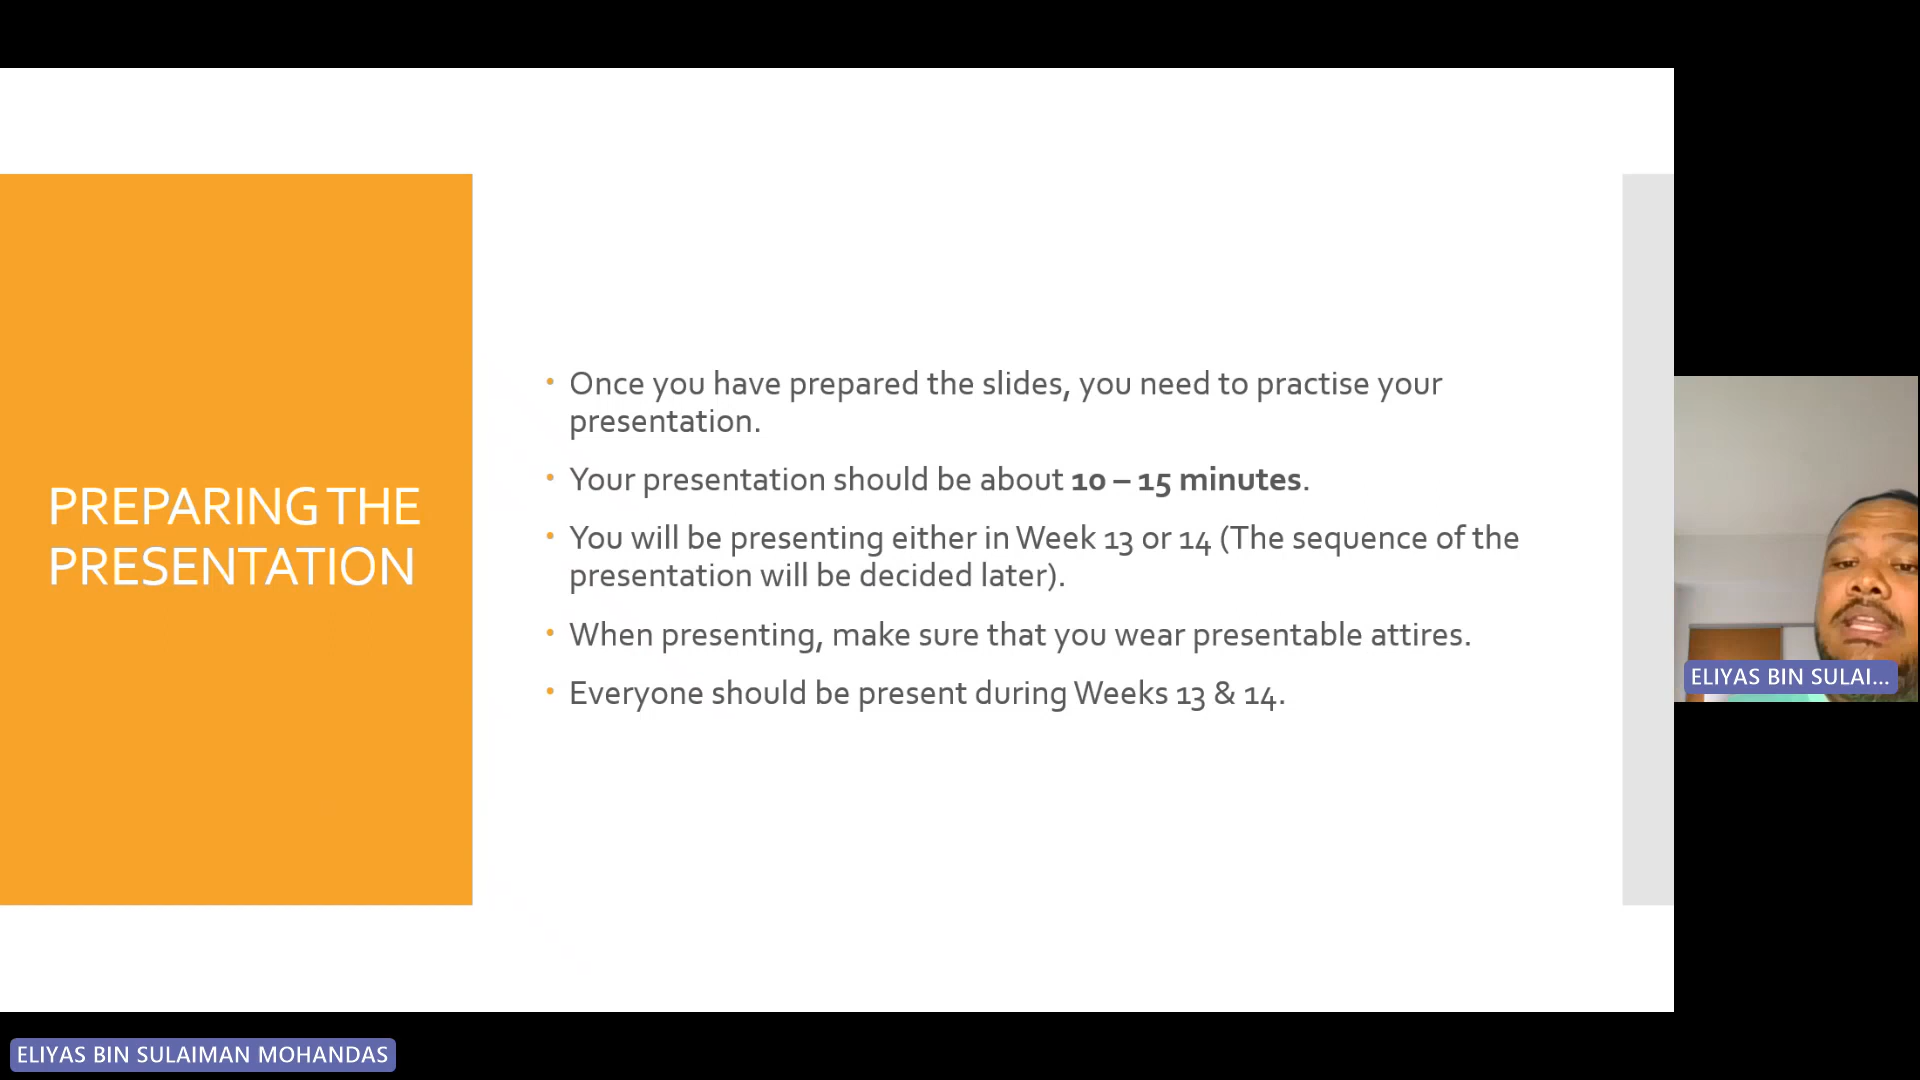 PREPARING THE
PRESENTATION
• Once you have prepared the slides, you need to practise your
presentation.
• Your presentation should be about 10 – 15 minutes.
• You will be presenting either in Week 13 or 14 (The sequence of the
presentation will be decided later).
• When presenting, make sure that you wear presentable attires.
• Everyone should be present during Weeks 13 & 14.
ELIYAS BIN SULAI...
ELIYAS BIN SULAIMAN MOHANDAS